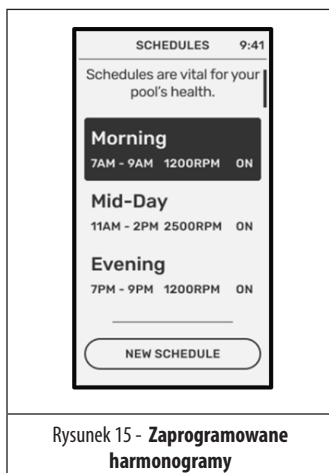 SCHEDULES 9:41
Schedules are vital for your
pool's health.
Morning
7AM - 9AM 1200RPM ON
Mid-Day
11AM - 2PM 2500RPM ON
Evening
7PM - 9PM 1200RPM ON
NEW SCHEDULE
Rysunek 15 - Zaprogramowane
harmonogramy